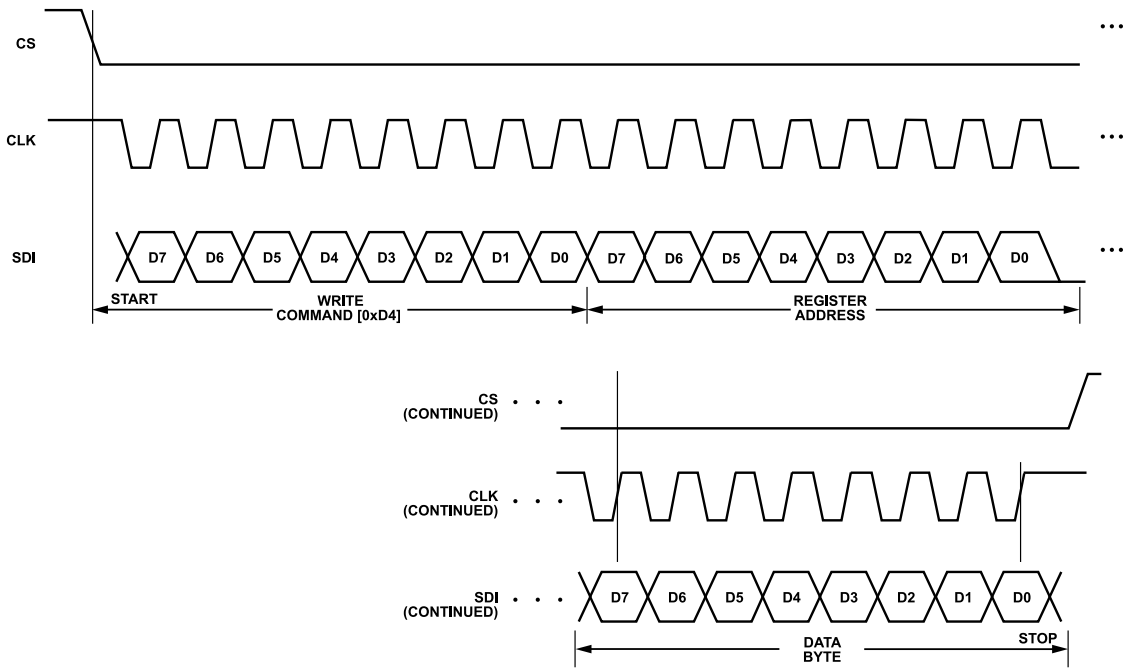 CS
...
CLK
...
SDI
D7 D6 D5 D4 D3 D2 D1 D0 D7 D6 D5 D4 D3 D2 D1 D0
...
START
WRITE
COMMAND [0xD4]
REGISTER
ADDRESS
CS
(CONTINUED)
. . .
CLK
(CONTINUED)
. . .
SDI
(CONTINUED)
. . .
D7 D6 D5 D4 D3 D2 D1 D0
DATA
BYTE
STOP